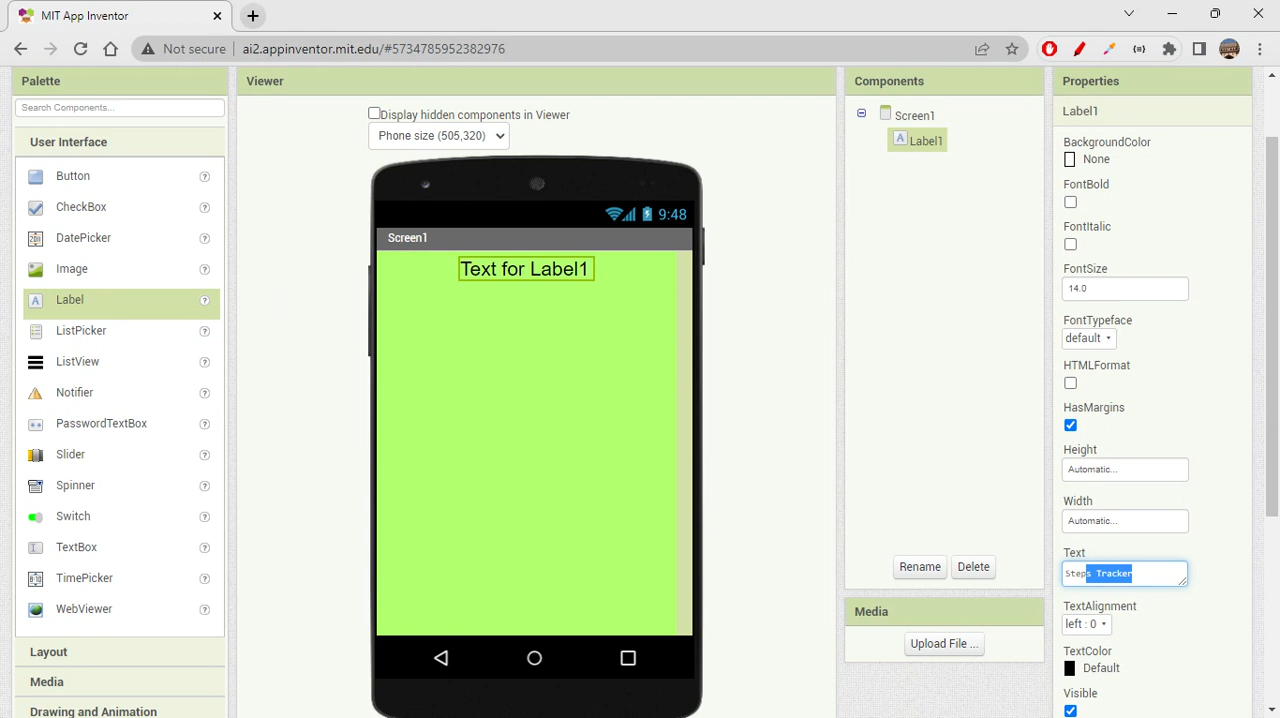 MIT App Inventor
Not secure
ai2.appinventor.mit.edu/#5734785952382976
Palette
Search Components...
User Interface
Button
CheckBox
DatePicker
Image
Label
ListPicker
ListView
Notifier
PasswordTextBox
Slider
Spinner
Switch
TextBox
TimePicker
WebViewer
Layout
Media
Drawing and Animation
Viewer
Display hidden components in Viewer
Phone size (505,320)
9:48
Screen1
Text for Label1
Components
Screen1
Label1
Rename
Delete
Media
Upload File ...
Properties
Label1
BackgroundColor
None
FontBold
FontItalic
FontSize
14.0
FontTypeface
default
HTMLFormat
HasMargins
Height
Automatic...
Width
Automatic...
Text
Steps Tracker
TextAlignment
left : 0
TextColor
Default
Visible